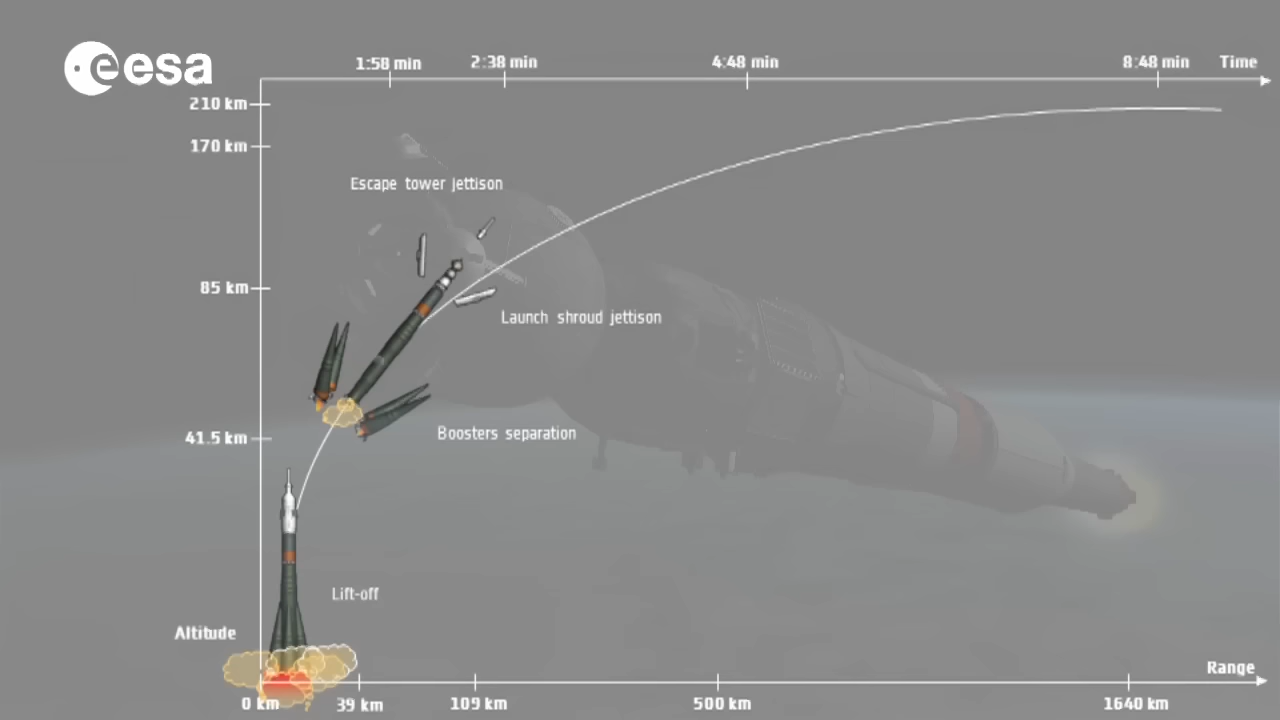 esa
1:58 min 2:38 min 4:48 min 8:48 min Time
210 km
170 km
Escape tower jettison
85 km
Launch shroud jettison
41.5 km
Boosters separation
Lift-off
Altitude
Range
0 km 39 km 109 km 500 km 1640 km